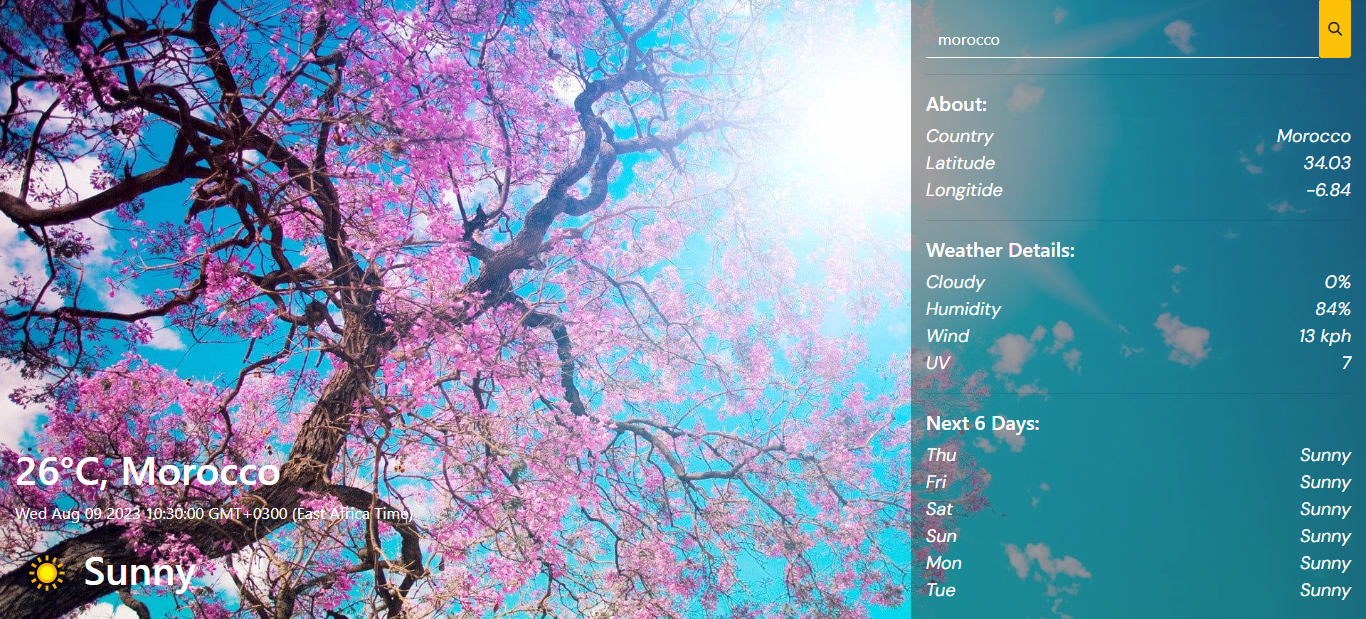 morocco
About:
Country Morocco
Latitude 34.03
Longitide -6.84
Weather Details:
Cloudy 0%
Humidity 84%
Wind 13 kph
UV 7
Next 6 Days:
Thu Sunny
Fri Sunny
Sat Sunny
Sun Sunny
Mon Sunny
Tue Sunny
26°C, Morocco
Wed Aug 09 2023 10:30:00 GMT+0300 (East Africa Time)
Sunny